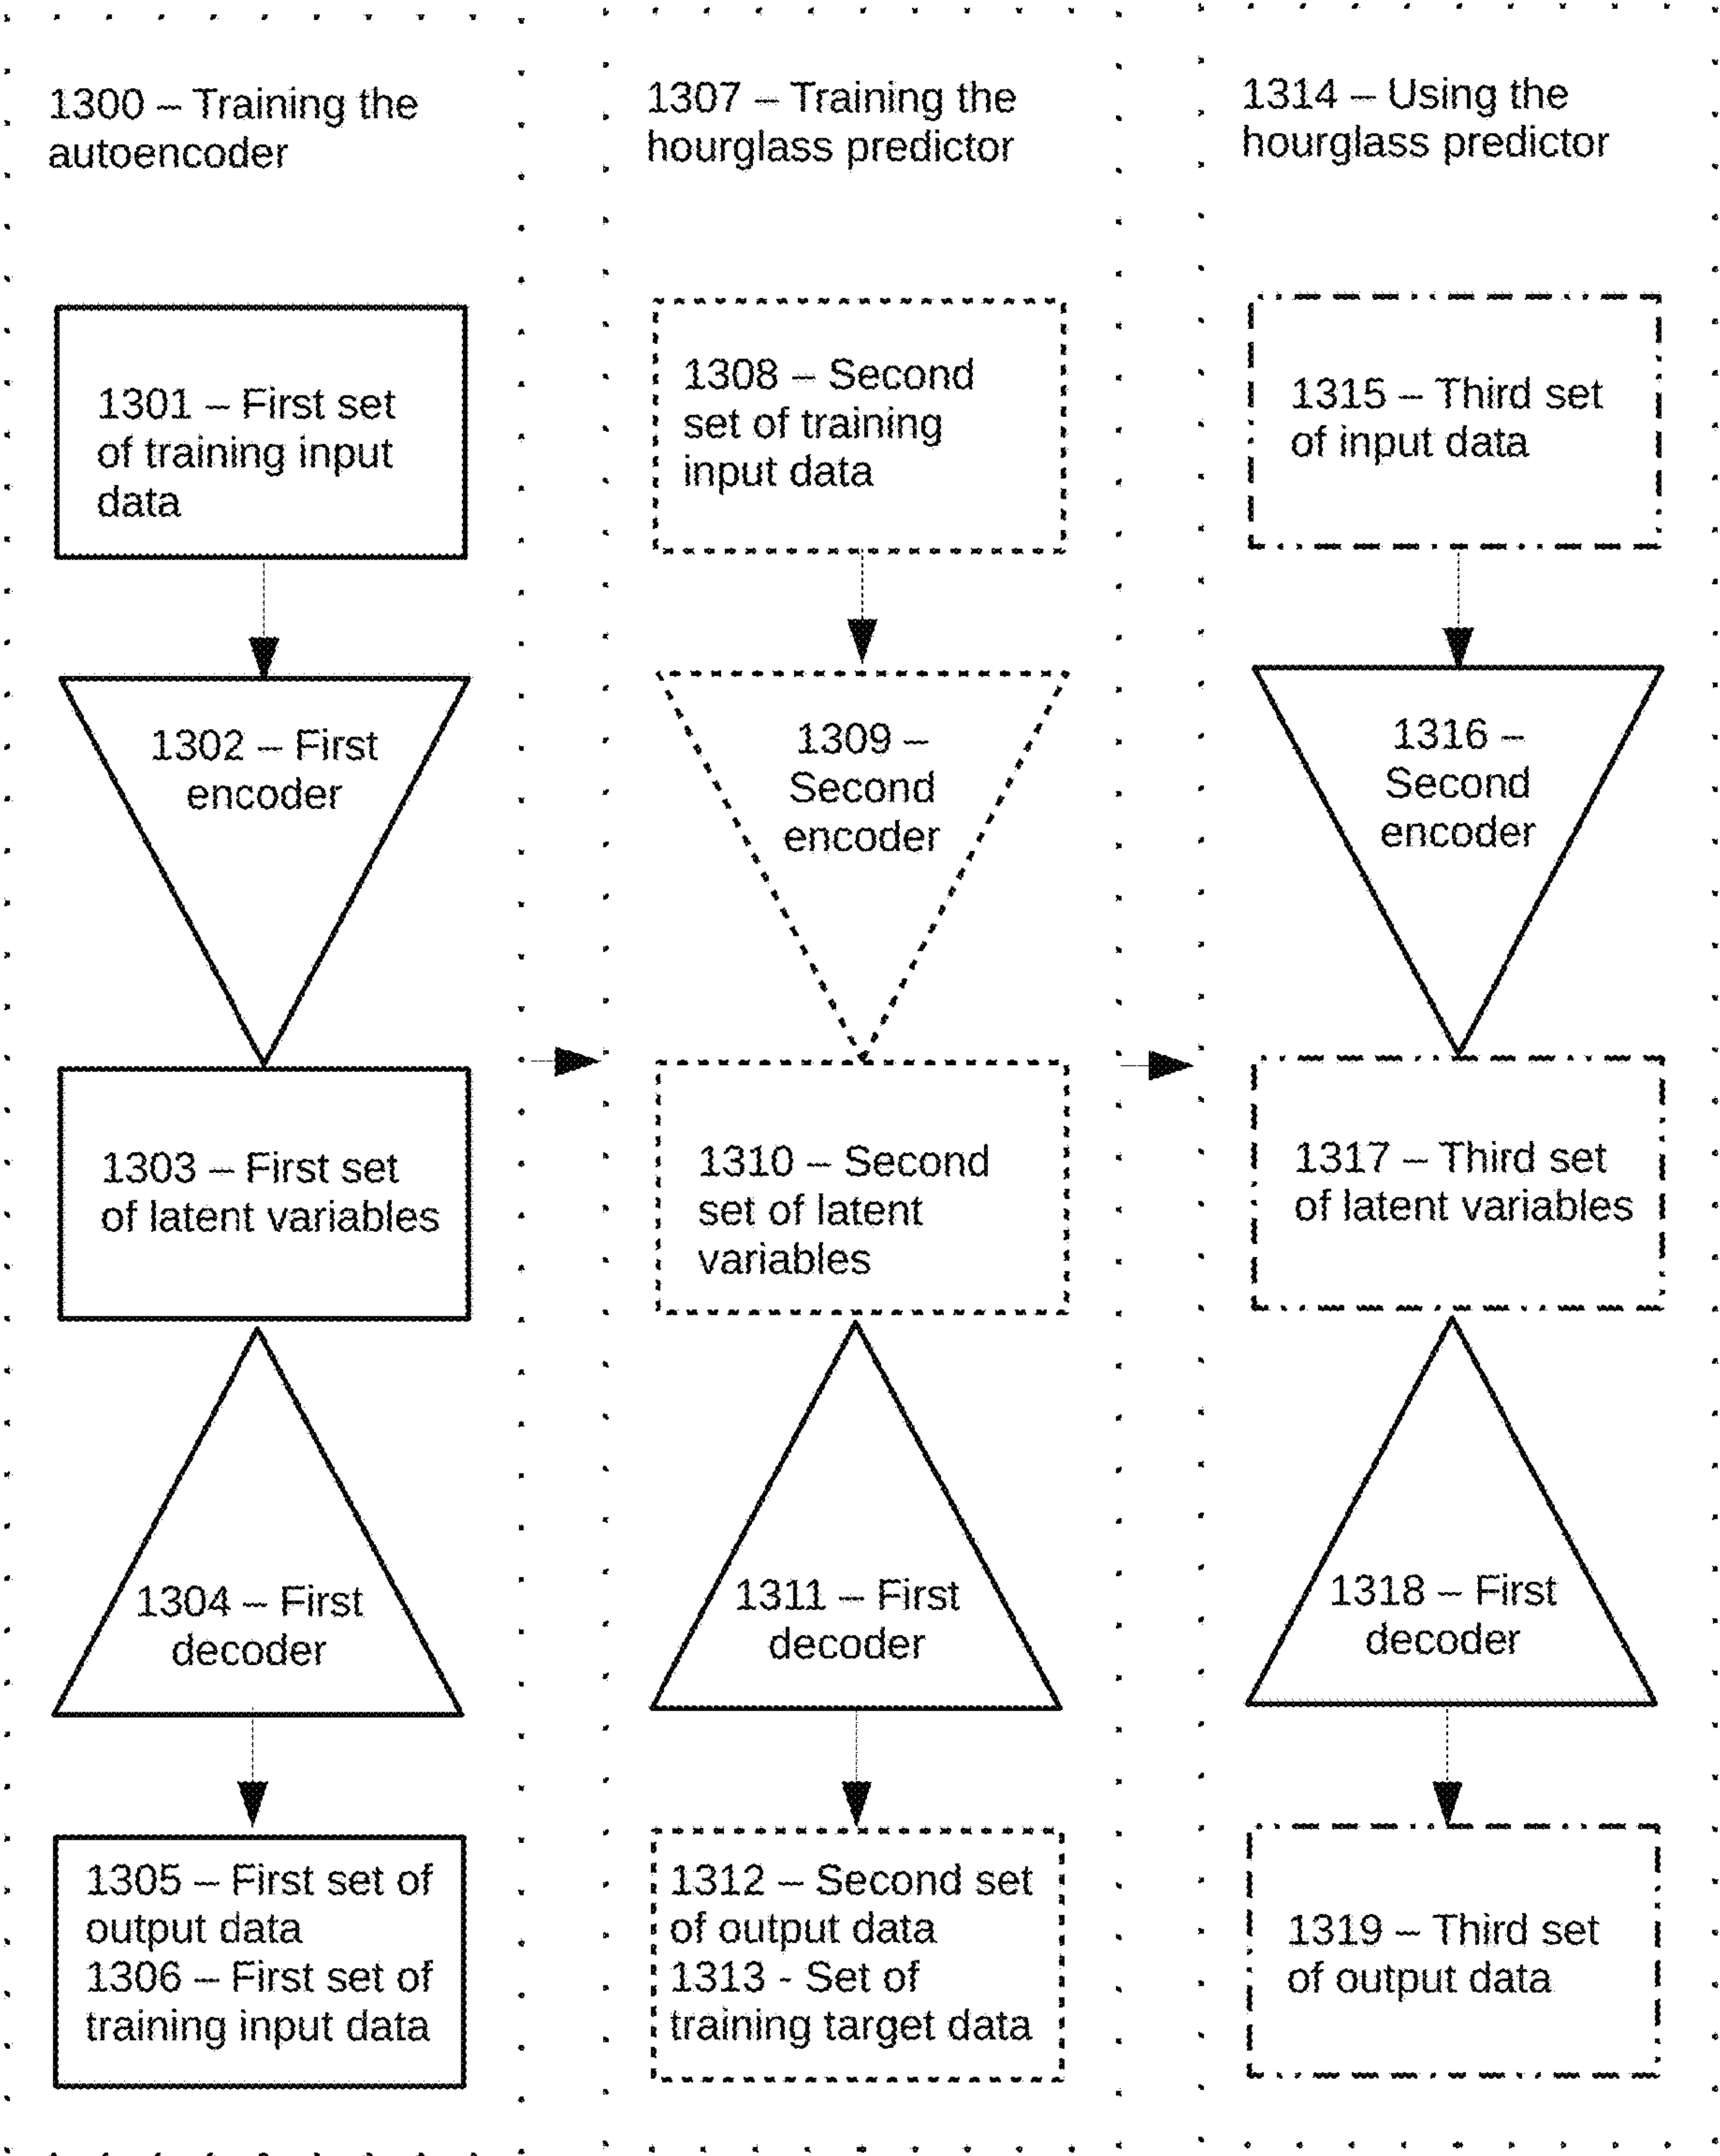 1300 – Training the
autoencoder
1301 – First set
of training input
data
1302 – First
encoder
1303 – First set
of latent variables
1304 – First
decoder
1305 – First set of
output data
1306 – First set of
training input data
1307 – Training the
hourglass predictor
1308 – Second
set of training
input data
1309 –
Second
encoder
1310 – Second
set of latent
variables
1311 – First
decoder
1312 – Second set
of output data
1313 - Set of
training target data
1314 – Using the
hourglass predictor
1315 – Third set
of input data
1316 –
Second
encoder
1317 – Third set
of latent variables
1318 – First
decoder
1319 – Third set
of output data